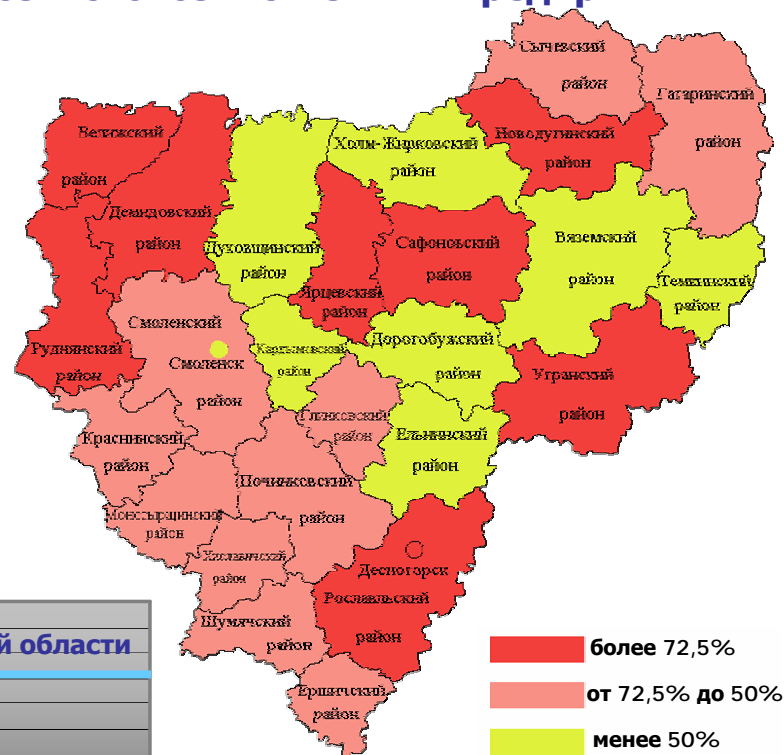 Сычевский
район
Гагаринский
район
Велижский
район
Холм-Жирковский
район
Новодугинский
район
Демидовский
район
Духовщинский
район
Сафоновский
район
Вяземский
район
Темкинский
район
Ярцевский
район
Смоленский
Смоленск
район
Руднянский
район
Кардымовский
район
Дорогобужский
район
Угранский
район
Глинковский
район
Ельнинский
район
Краснинский
район
Починковский
район
Монастырщинский
район
Хиславичский
район
Десногорск
Рославльский
район
Шумячский
район
Ершичский
район
й области
более 72,5%
от 72,5% до 50%
менее 50%